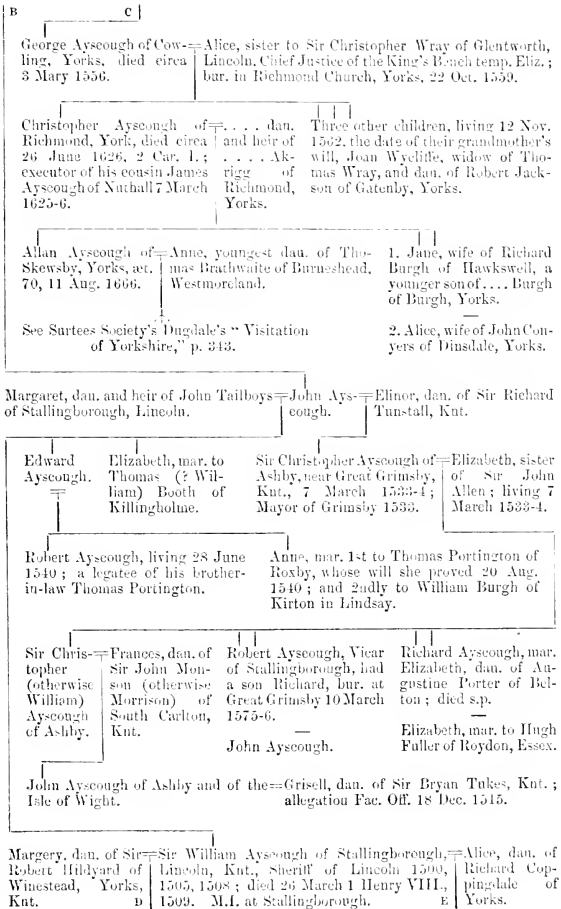 B C
George Ayscough of Cow-
ling, Yorks, died circa
3 Mary 1556.
Alice, sister to Sir Christopher Wray of Glentworth,
Lincoln, Chief Justice of the King's Bench temp. Eliz.;
bur. in Richmond Church, Yorks, 22 Oct. 1559.
Christopher Ayscough of
Richmond, York, died circa
26 June 1626, 2 Car. I.;
executor of his cousin James
Ayscough of Nuthall 7 March
1625-6.
. . . . dan.
and heir of
. . . . Ak-
rigg of
Richmond,
Yorks.
Three other children, living 12 Nov.
1562, the date of their grandmother's
will, Joan Wycliffe, widow of Tho-
mas Wray, and dau. of Robert Jack-
son of Gatenby, Yorks.
Allan Ayscough of
Skewsby, Yorks, æt.
70, 11 Aug. 1666.
Anne, youngest dau. of Tho-
mas Brathwaite of Burneshead,
Westmoreland.
1. Jane, wife of Richard
Burgh of Hawkswell, a
younger son of . . . . Burgh
of Burgh, Yorks.
—
2. Alice, wife of John Con-
yers of Dinsdale, Yorks.
See Surtees Society's Dugdale's "Visitation
of Yorkshire," p. 343.
Margaret, dan. and heir of John Tailboys
of Stallingborough, Lincoln.
John Ays-
cough.
Elinor, dan. of Sir Richard
Tunstall, Knt.
Edward
Ayscough.
Elizabeth, mar. to
Thomas (? Wil-
liam) Booth of
Killingholme.
Sir Christopher Ayscough of
Ashby, near Great Grimsby,
Knt., 7 March 1533-4;
Mayor of Grimsby 1533.
Elizabeth, sister
of Sir John
Allen; living 7
March 1533-4.
Robert Ayscough, living 28 June
1540; a legatee of his brother-
in-law Thomas Portington.
Anne, mar. 1st to Thomas Portington of
Roxby, whose will she proved 20 Aug.
1540; and 2ndly to William Burgh of
Kirton in Lindsay.
Sir Chris-
topher
(otherwise
William)
Ayscough
of Ashby.
Frances, dan. of
Sir John Mon-
son (otherwise
Morrison) of
South Carlton,
Knt.
Robert Ayscough, Vicar
of Stallingborough, had
a son Richard, bur. at
Great Grimsby 10 March
1575-6.
—
John Ayscough.
Richard Ayscough, mar.
Elizabeth, dan. of Au-
gustine Porter of Bel-
ton; died s.p.
—
Elizabeth, mar. to Hugh
Fuller of Roydon, Essex.
John Ayscough of Ashby and of the
Isle of Wight.
Grisell, dan. of Sir Bryan Tukes, Knt.;
allegation Fac. Off. 18 Dec. 1515.
Margery, dan. of Sir
Robert Hildyard of
Winestead, Yorks,
Knt. D
Sir William Ayscough of Stallingborough,
Lincoln, Knt., Sheriff of Lincoln 1500,
1505, 1508; died 26 March 1 Henry VIII.,
1509. M.I. at Stallingborough. E
Alice, dan. of
Richard Cop-
pingdale of
Yorks.